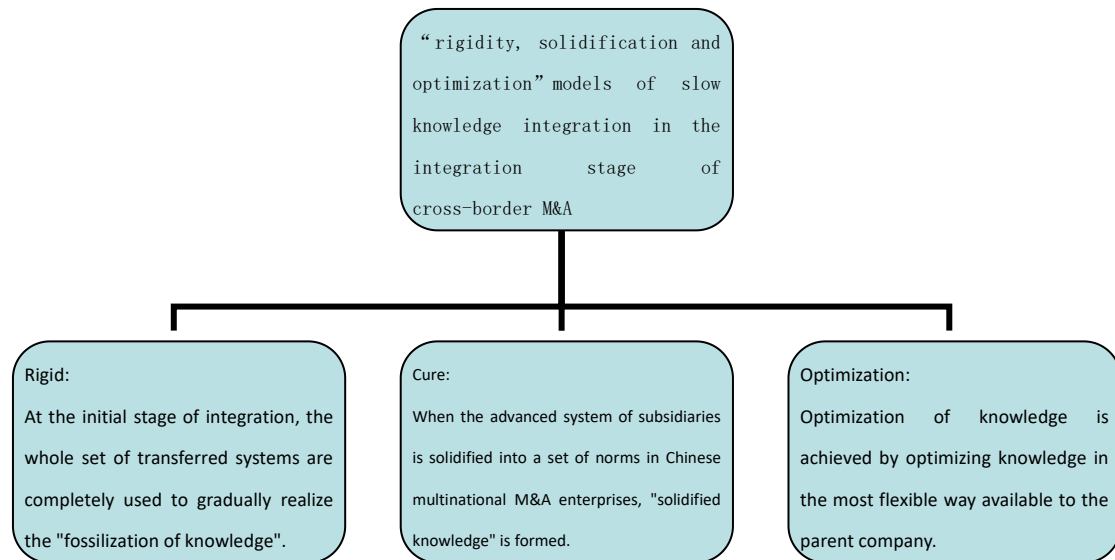 “rigidity, solidification and
optimization” models of slow
knowledge integration in the
integration stage of
cross-border M&A
Rigid:
At the initial stage of integration, the
whole set of transferred systems are
completely used to gradually realize
the "fossilization of knowledge".
Cure:
When the advanced system of subsidiaries
is solidified into a set of norms in Chinese
multinational M&A enterprises, "solidified
knowledge" is formed.
Optimization:
Optimization of knowledge is
achieved by optimizing knowledge in
the most flexible way available to the
parent company.